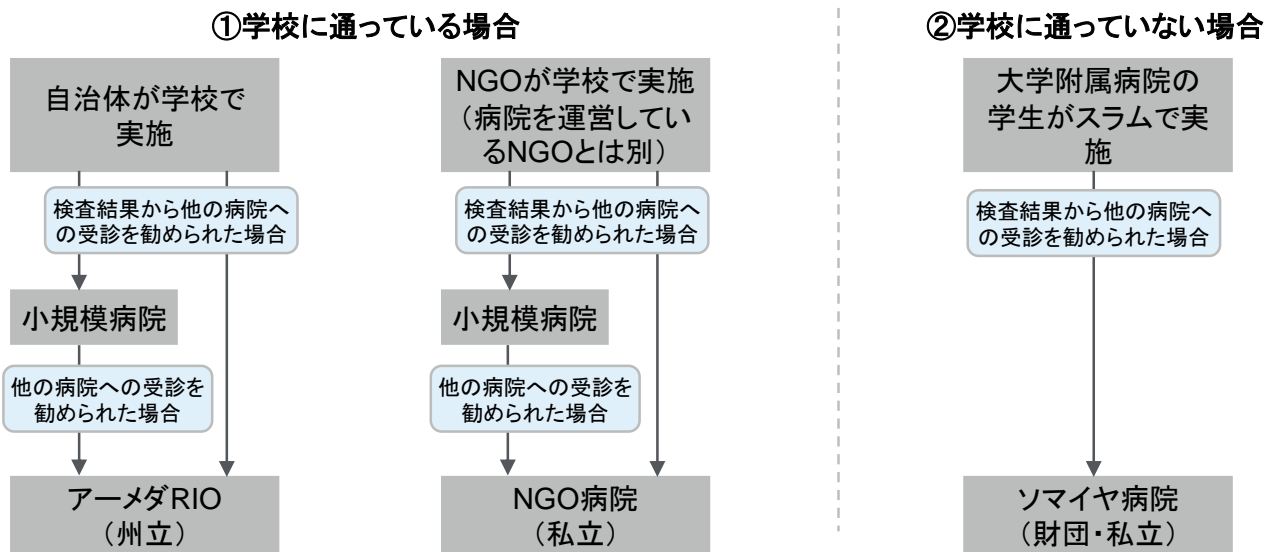 ①学校に通っている場合
自治体が学校で
実施
検査結果から他の病院へ
の受診を勧められた場合
小規模病院
他の病院への受診を
勧められた場合
アーメダRIO
（州立）
NGOが学校で実施
（病院を運営してい
るNGOとは別）
検査結果から他の病院へ
の受診を勧められた場合
小規模病院
他の病院への受診を
勧められた場合
NGO病院
（私立）
②学校に通っていない場合
大学附属病院の
学生がスラムで実
施
検査結果から他の病院へ
の受診を勧められた場合
ソマイヤ病院
（財団・私立）